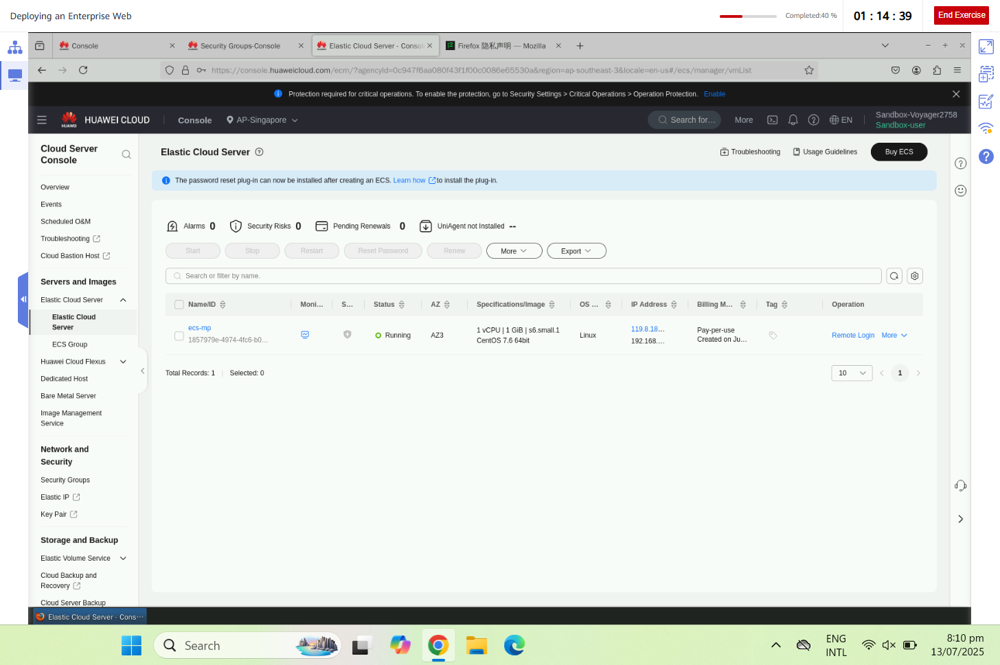 Deploying an Enterprise Web
Completed:40 %
01 : 14 : 39
End Exercise
Console
Security Groups-Console
Elastic Cloud Server - Consol
Firefox 隐私声明 — Mozilla
https://console.huaweicloud.com/ecm/?agencyId=0c947f6aa080f43f1f00c0086e65530a&region=ap-southeast-3&locale=en-us#/ecs/manager/vmList
Protection required for critical operations. To enable the protection, go to Security Settings > Critical Operations > Operation Protection. Enable
HUAWEI
HUAWEI CLOUD
Console
AP-Singapore
Search for...
More
EN
Sandbox-Voyager2758
Sandbox-user
Cloud Server
Console
Overview
Events
Scheduled O&M
Troubleshooting
Cloud Bastion Host
Servers and Images
Elastic Cloud Server
Elastic Cloud
Server
ECS Group
Huawei Cloud Flexus
Dedicated Host
Bare Metal Server
Image Management
Service
Network and
Security
Security Groups
Elastic IP
Key Pair
Storage and Backup
Elastic Volume Service
Cloud Backup and
Recovery
Cloud Server Backup
Elastic Cloud Server
Troubleshooting
Usage Guidelines
Buy ECS
The password reset plug-in can now be installed after creating an ECS. Learn how to install the plug-in.
Alarms 0
Security Risks 0
Pending Renewals 0
UniAgent not Installed --
Start
Stop
Restart
Reset Password
Renew
More
Export
Search or filter by name.
Name/ID
Moni...
S...
Status
AZ
Specifications/Image
OS ...
IP Address
Billing M...
Tag
Operation
ecs-mp
1857979e-4974-4fc6-b0...
Running
AZ3
1 vCPU | 1 GiB | s6.small.1
CentOS 7.6 64bit
Linux
119.8.18...
192.168....
Pay-per-use
Created on Ju...
Remote Login
More
Total Records: 1
Selected: 0
10
1
Elastic Cloud Server - Cons···
Search
ENG
INTL
8:10 pm
13/07/2025